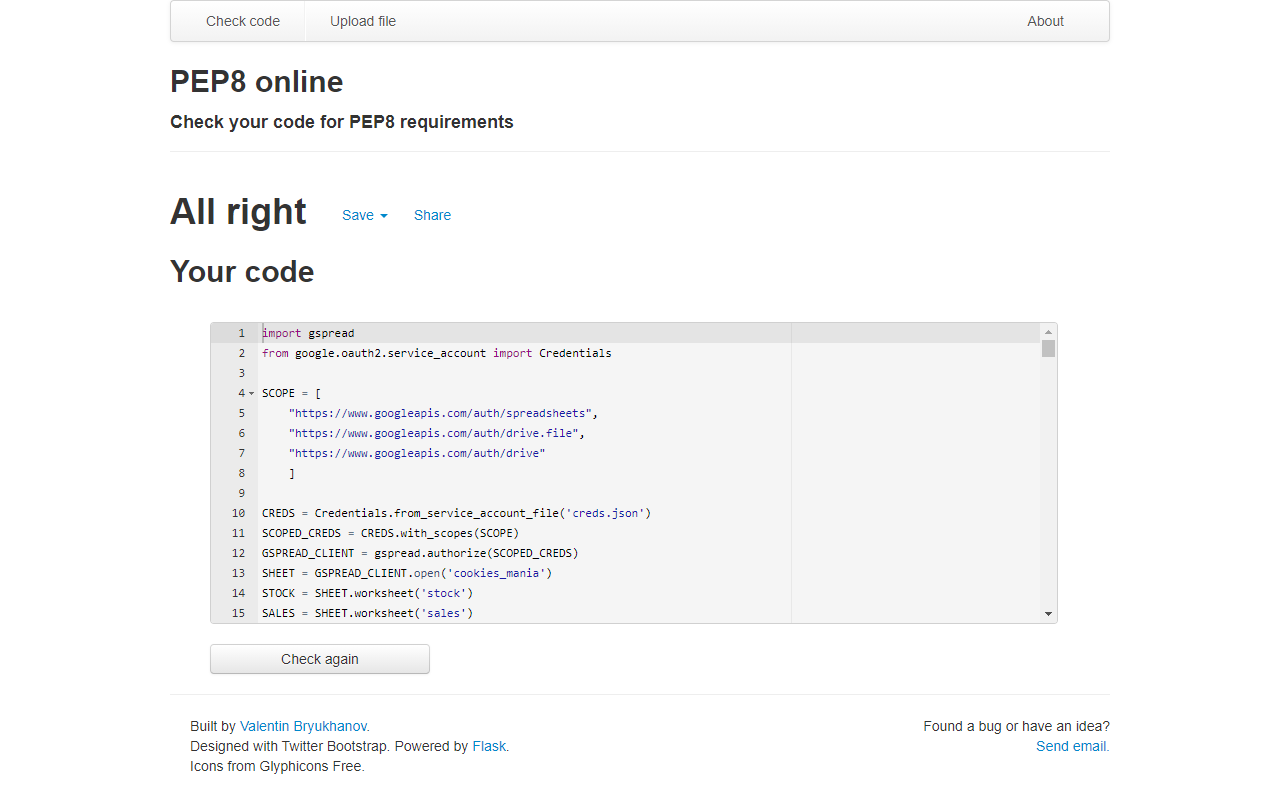 Check code Upload file About
PEP8 online
Check your code for PEP8 requirements
All right Save Share
Your code
1 import gspread
2 from google.oauth2.service_account import Credentials
3
4 SCOPE = [
5 "https://www.googleapis.com/auth/spreadsheets",
6 "https://www.googleapis.com/auth/drive.file",
7 "https://www.googleapis.com/auth/drive"
8 ]
9
10 CREDS = Credentials.from_service_account_file('creds.json')
11 SCOPED_CREDS = CREDS.with_scopes(SCOPE)
12 GSPREAD_CLIENT = gspread.authorize(SCOPED_CREDS)
13 SHEET = GSPREAD_CLIENT.open('cookies_mania')
14 STOCK = SHEET.worksheet('stock')
15 SALES = SHEET.worksheet('sales')
Check again
Built by Valentin Bryukhanov. Found a bug or have an idea?
Designed with Twitter Bootstrap. Powered by Flask. Send email.
Icons from Glyphicons Free.